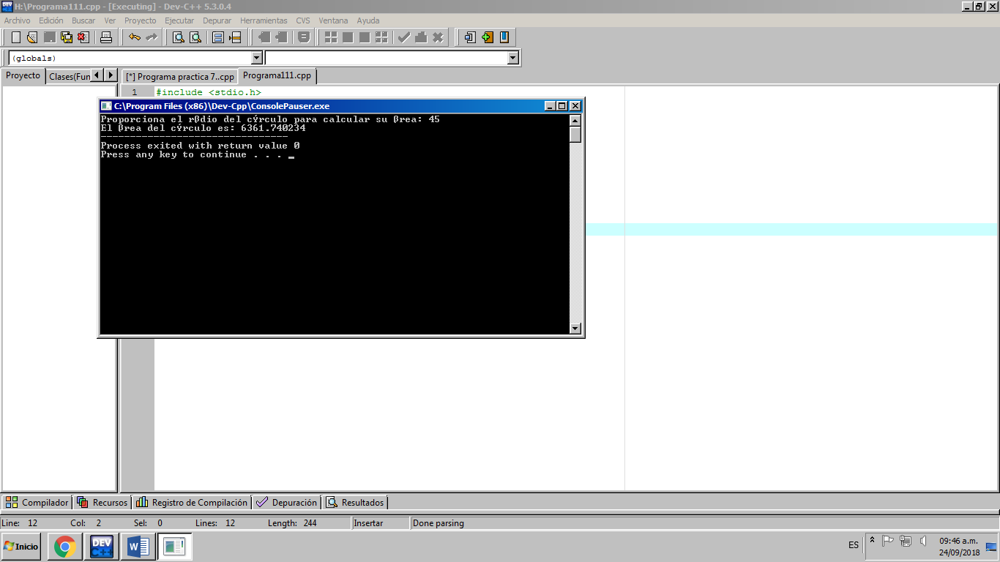 H:\Programa111.cpp - [Executing] - Dev-C++ 5.3.0.4
Archivo Edición Buscar Ver Proyecto Ejecutar Depurar Herramientas CVS Ventana Ayuda
(globals)
Proyecto Clases(Fun [*] Programa practica 7..cpp Programa111.cpp
1 #include <stdio.h>
C:\Program Files (x86)\Dev-Cpp\ConsolePauser.exe
Proporciona el rßdio del cýrculo para calcular su ßrea: 45
El ßrea del cýrculo es: 6361.740234
--------------------------------
Process exited with return value 0
Press any key to continue . . .
Compilador Recursos Registro de Compilación Depuración Resultados
Line: 12 Col: 2 Sel: 0 Lines: 12 Length: 244 Insertar Done parsing
Inicio DEV C++ W ES 09:46 a.m.
24/09/2018